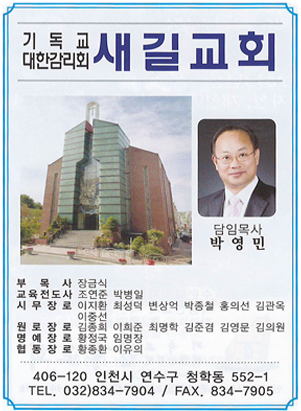 기독교
대한감리회 새길교회
담임목사
박영민
부목사 장금식
교육전도사 조연준 박병일
시무장로 이지환 최성덕 변상억 박종철 홍의선 김관옥
이중선
원로장로 김종희 이희준 최명학 김준겸 김영문 김의원
명예장로 황정국 임명장
협동장로 황종환 이유의
406-120 인천시 연수구 청학동 552-1
TEL. 032)834-7904 / FAX. 834-7905